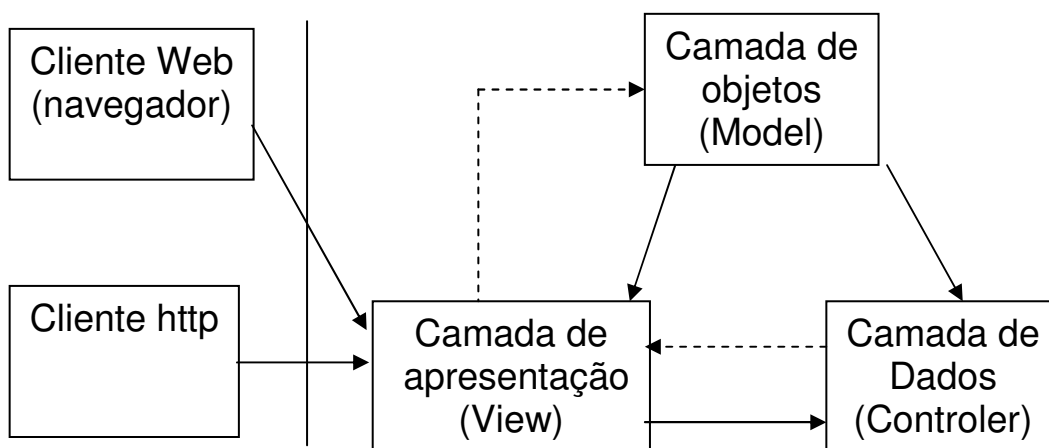 Cliente Web
(navegador)
Camada de
objetos
(Model)
Cliente http
Camada de
apresentação
(View)
Camada de
Dados
(Controler)